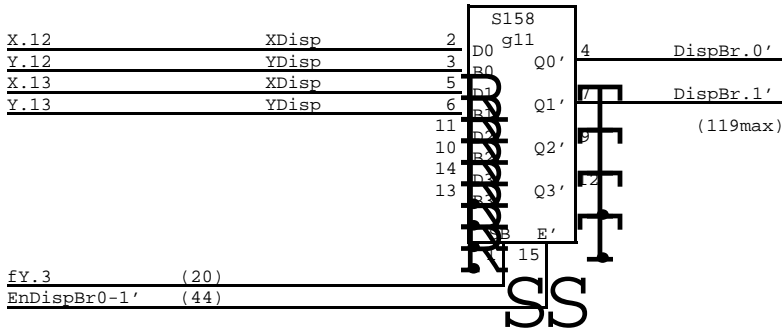 S158
g11
X.12 XDisp 2 D0 4 DispBr.0'
Y.12 YDisp 3 B0 Q0'
X.13 XDisp 5 D1 DispBr.1'
Y.13 YDisp 6 B1 Q1'
11 D2 (119max)
10 B2 Q2' 9
14 D3 12
13 B3 Q3'
E'
15
fY.3 (20)
EnDispBr0-1' (44)
SS